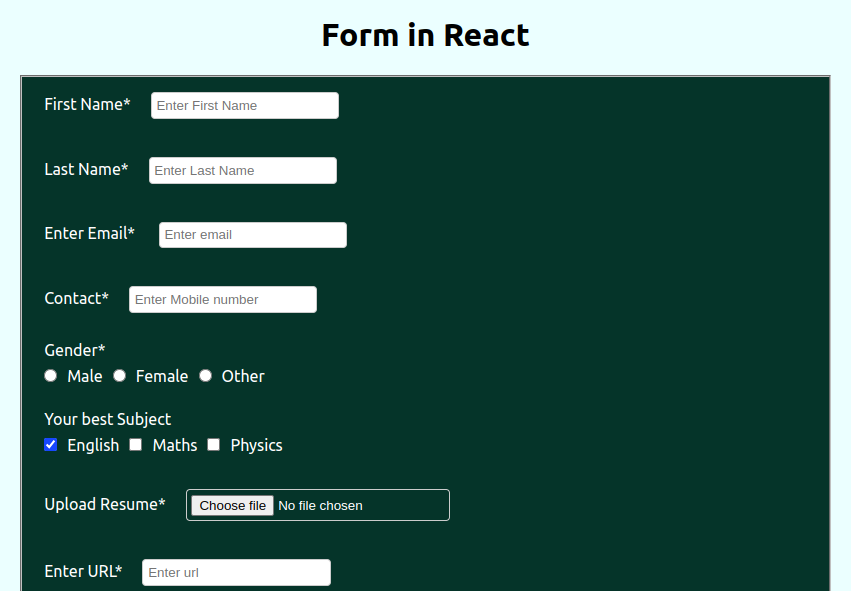 Form in React
First Name* Enter First Name
Last Name* Enter Last Name
Enter Email* Enter email
Contact* Enter Mobile number
Gender*
Male Female Other
Your best Subject
English Maths Physics
Upload Resume* Choose file No file chosen
Enter URL* Enter url